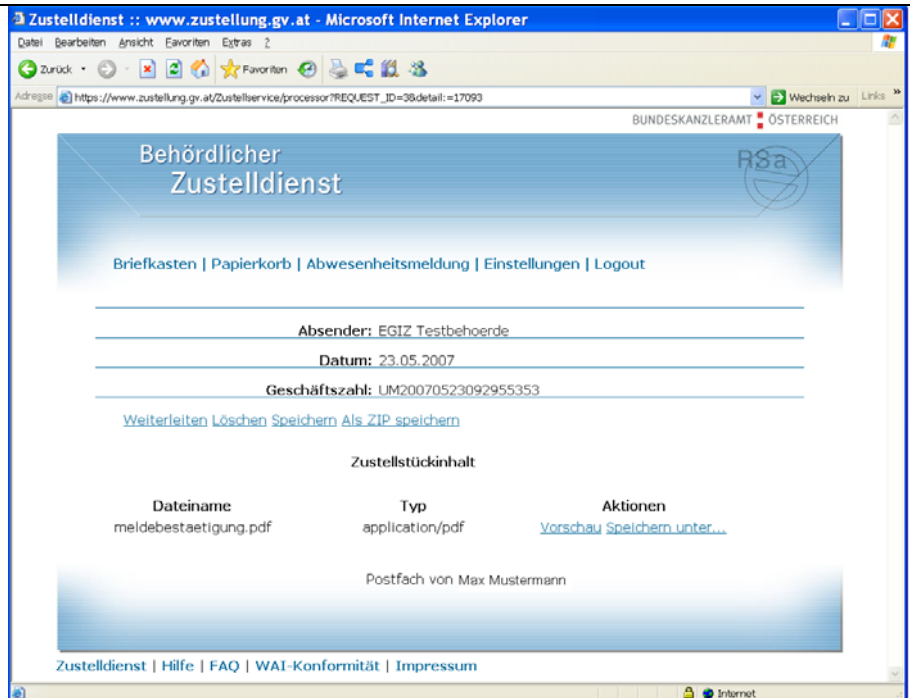 Zustelldienst :: www.zustellung.gv.at - Microsoft Internet Explorer
Datei Bearbeiten Ansicht Favoriten Extras ?
Zurück Favoriten
Adresse https://www.zustellung.gv.at/Zustellservice/processor?REQUEST_ID=3&detail:=17093 Wechseln zu Links »
BUNDESKANZLERAMT ÖSTERREICH
Behördlicher
Zustelldienst
RSa
Briefkasten | Papierkorb | Abwesenheitsmeldung | Einstellungen | Logout
Absender: EGIZ Testbehoerde
Datum: 23.05.2007
Geschäftszahl: UM20070523092955353
Weiterleiten Löschen Speichern Als ZIP speichern
Zustellstückinhalt
Dateiname Typ Aktionen
meldebestaetigung.pdf application/pdf Vorschau Speichern unter...
Postfach von Max Mustermann
Zustelldienst | Hilfe | FAQ | WAI-Konformität | Impressum
Internet